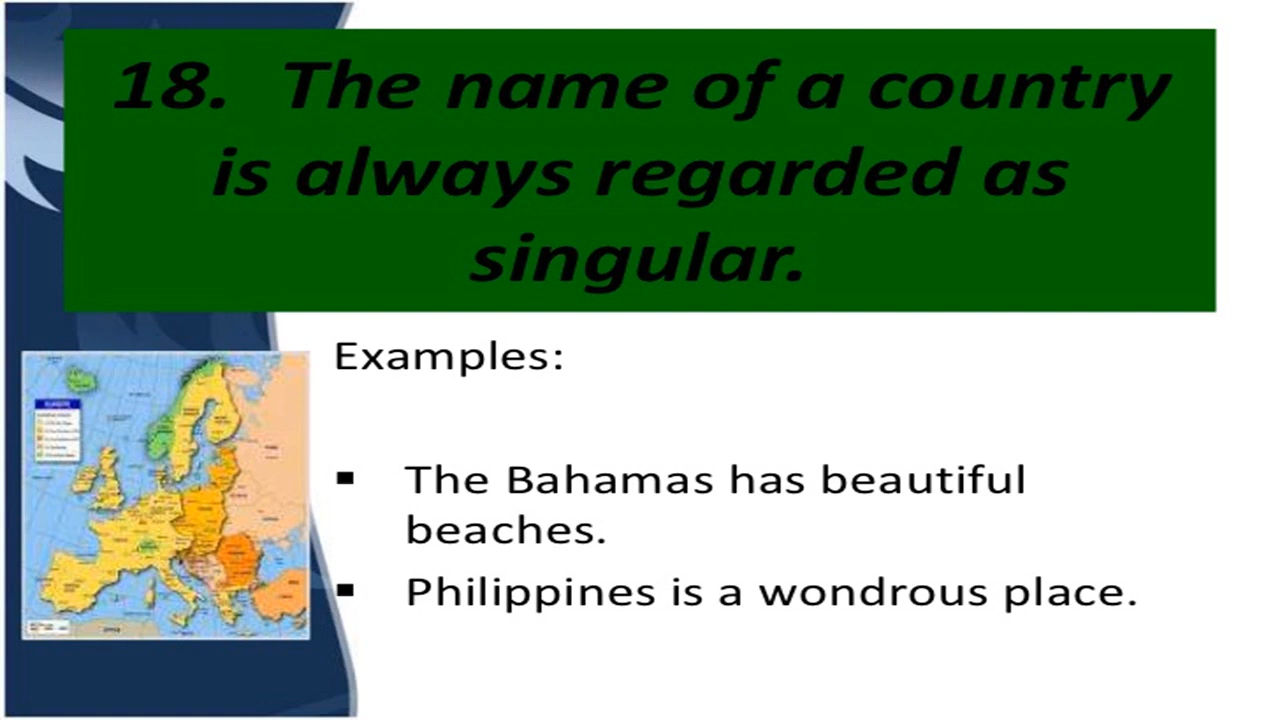 18. The name of a country
is always regarded as
singular.
Examples:
▪ The Bahamas has beautiful
beaches.
▪ Philippines is a wondrous place.